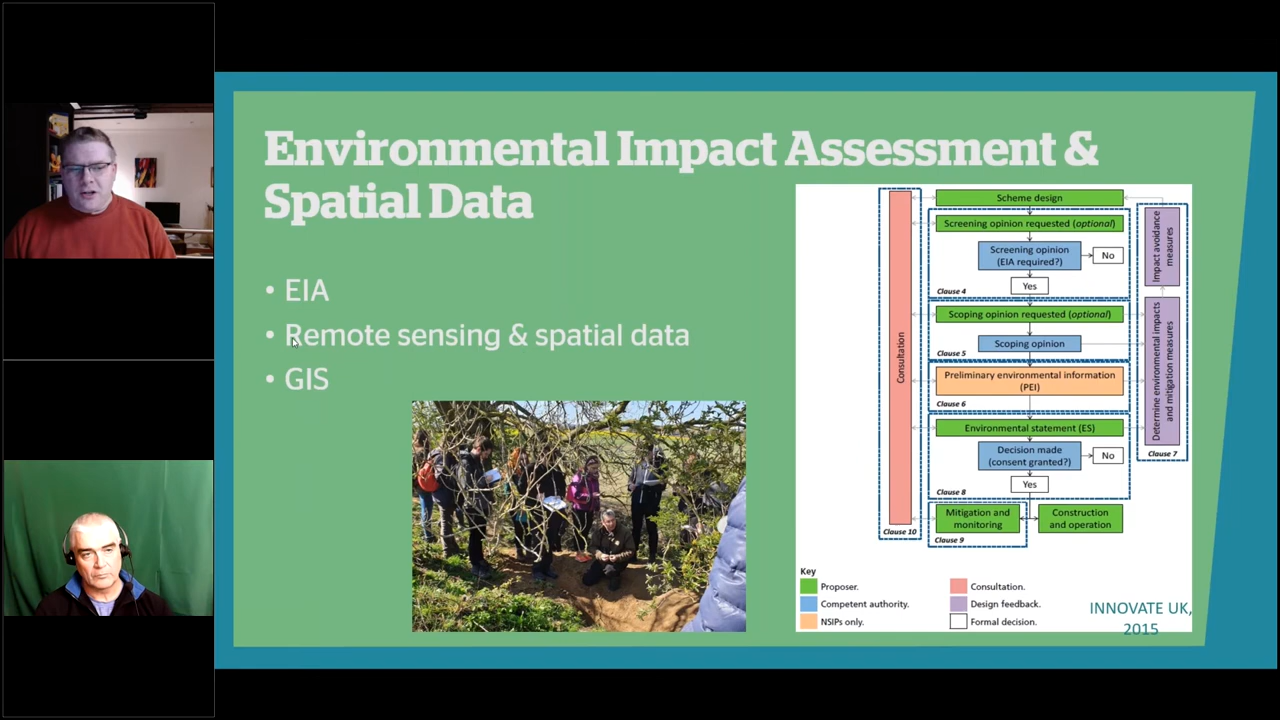 Environmental Impact Assessment &
Spatial Data
• EIA
• Remote sensing & spatial data
• GIS
Scheme design
Screening opinion requested (optional)
Screening opinion
(EIA required?)
No
Yes
Clause 4
Scoping opinion requested (optional)
Scoping opinion
Clause 5
Preliminary environmental information
(PEI)
Clause 6
Environmental statement (ES)
Decision made
(consent granted?)
No
Yes
Clause 8
Mitigation and
monitoring
Construction
and operation
Clause 9
Consultation
Clause 10
Impact avoidance
measures
Determine environmental impacts
and mitigation measures
Clause 7
Key
Proposer.
Competent authority.
NSIPs only.
Consultation.
Design feedback.
Formal decision.
INNOVATE UK,
2015